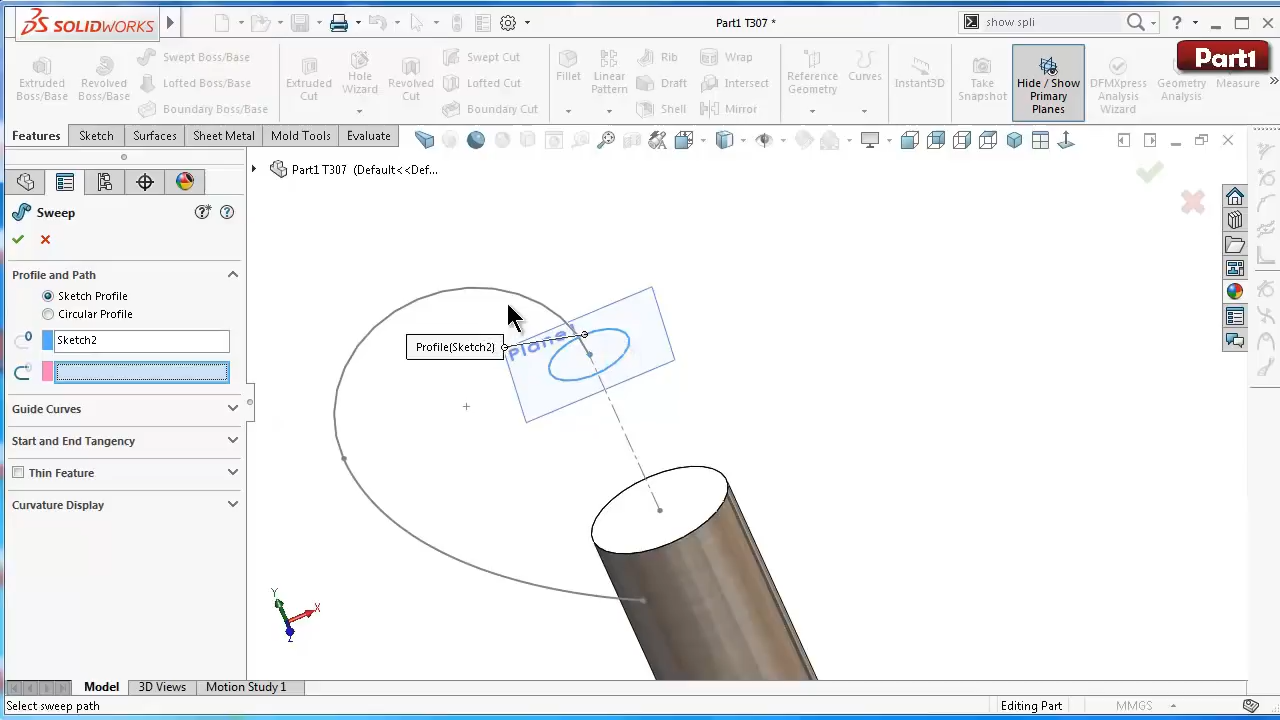 SOLIDWORKS
Part1 T307 *
show spli
Part1
Extruded
Boss/Base
Revolved
Boss/Base
Swept Boss/Base
Lofted Boss/Base
Boundary Boss/Base
Extruded
Cut
Hole
Wizard
Revolved
Cut
Swept Cut
Lofted Cut
Boundary Cut
Fillet
Linear
Pattern
Rib
Draft
Shell
Wrap
Intersect
Mirror
Reference
Geometry
Curves
Instant3D
Take
Snapshot
Hide / Show
Primary
Planes
DFMXpress
Analysis
Wizard
Geometry
Analysis
Measure
Features
Sketch
Surfaces
Sheet Metal
Mold Tools
Evaluate
Part1 T307 (Default<<Def...
Sweep
Profile and Path
Sketch Profile
Circular Profile
Sketch2
Guide Curves
Start and End Tangency
Thin Feature
Curvature Display
Profile(Sketch2)
Plane
Y
X
Z
Model
3D Views
Motion Study 1
Select sweep path
Editing Part
MMGS